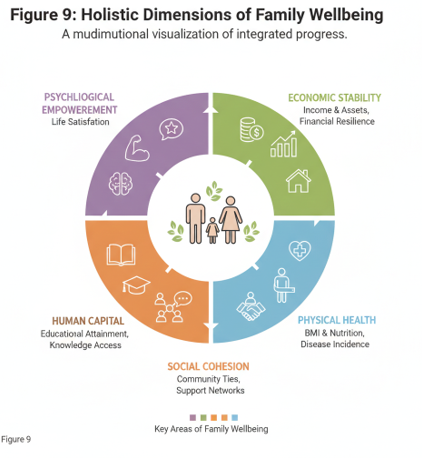 Figure 9: Holistic Dimensions of Family Wellbeing
A mudimutional visualization of integrated progress.
PSYCHLIOGICAL
EMPOWEREMENT
Life Satisfation
ECONOMIC STABILITY
Income & Assets,
Financial Resilience
HUMAN CAPITAL
Educational Attainment,
Knowledge Access
PHYSICAL HEALTH
BMI & Nutrition,
Disease Incidence
SOCIAL COHESION
Community Ties,
Support Networks
Key Areas of Family Wellbeing
Figure 9